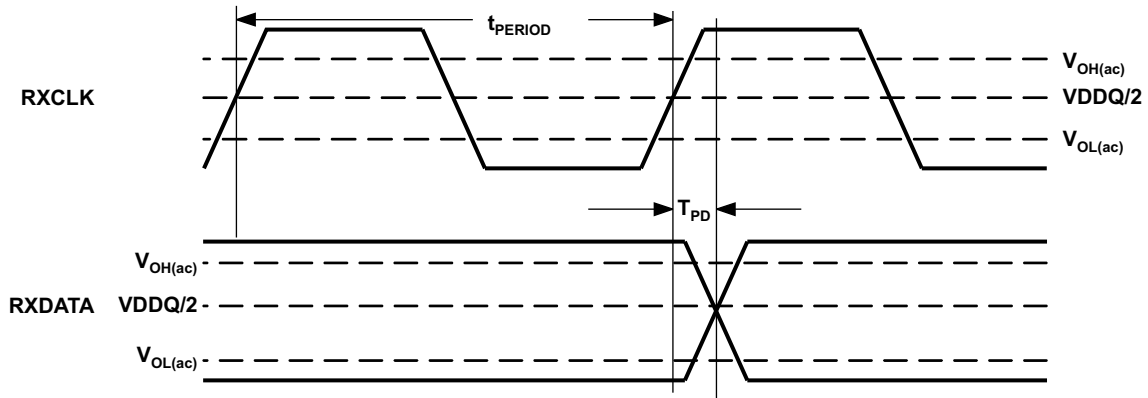 tPERIOD
VOH(ac)
RXCLK
VDDQ/2
VOL(ac)
TPD
VOH(ac)
RXDATA
VDDQ/2
VOL(ac)